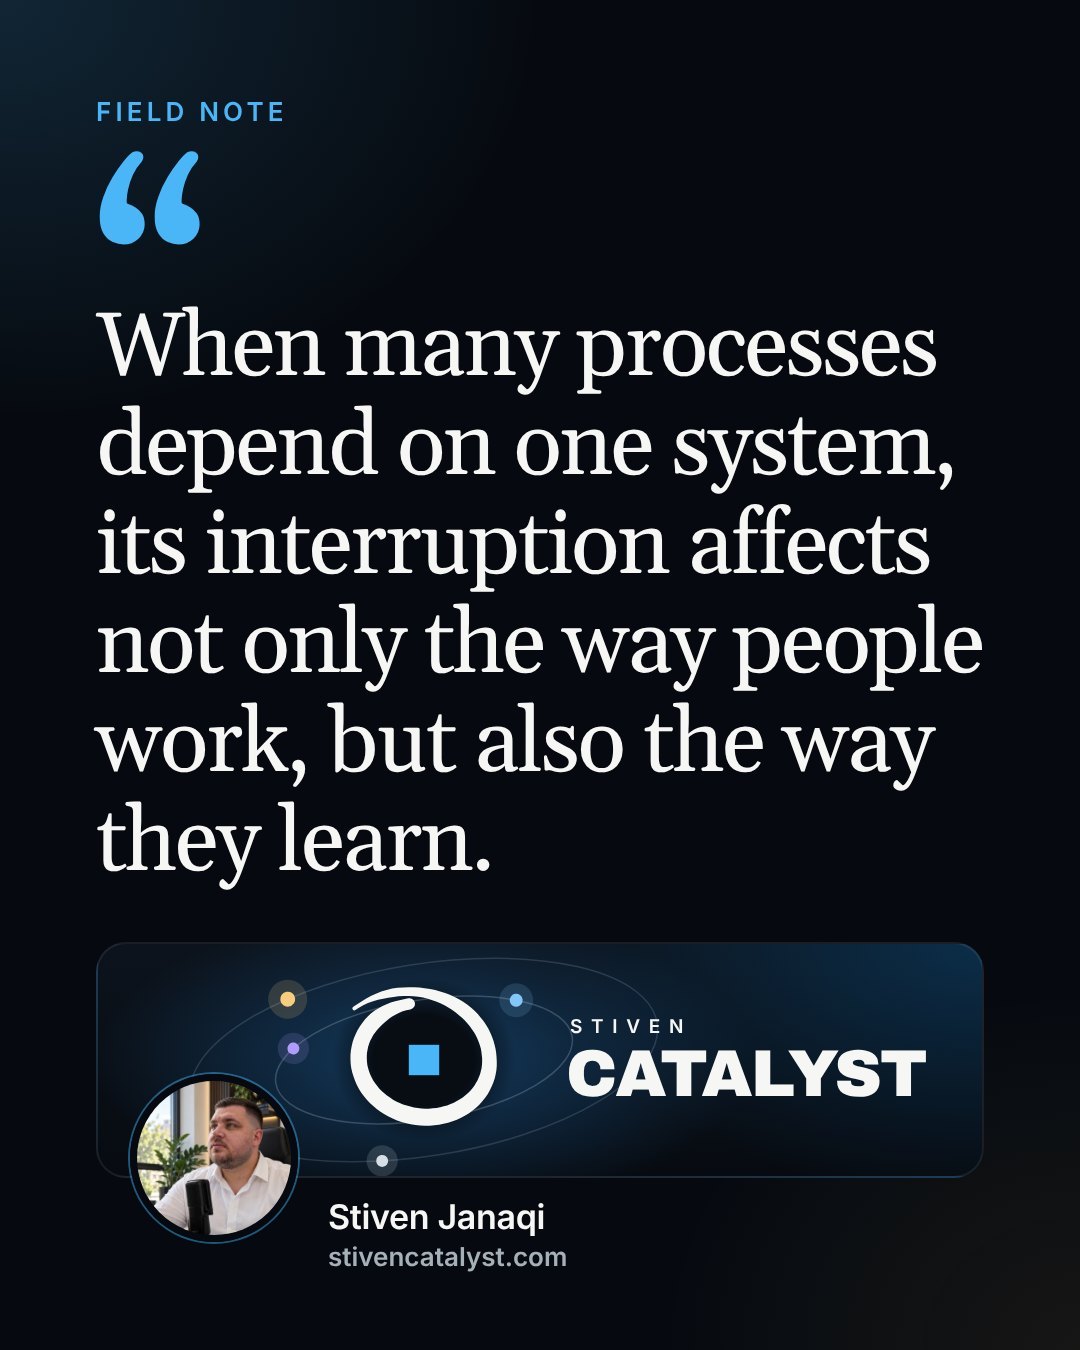 FIELD NOTE
“
When many processes
depend on one system,
its interruption affects
not only the way people
work, but also the way
they learn.
STIVEN
CATALYST
Stiven Janaqi
stivencatalyst.com